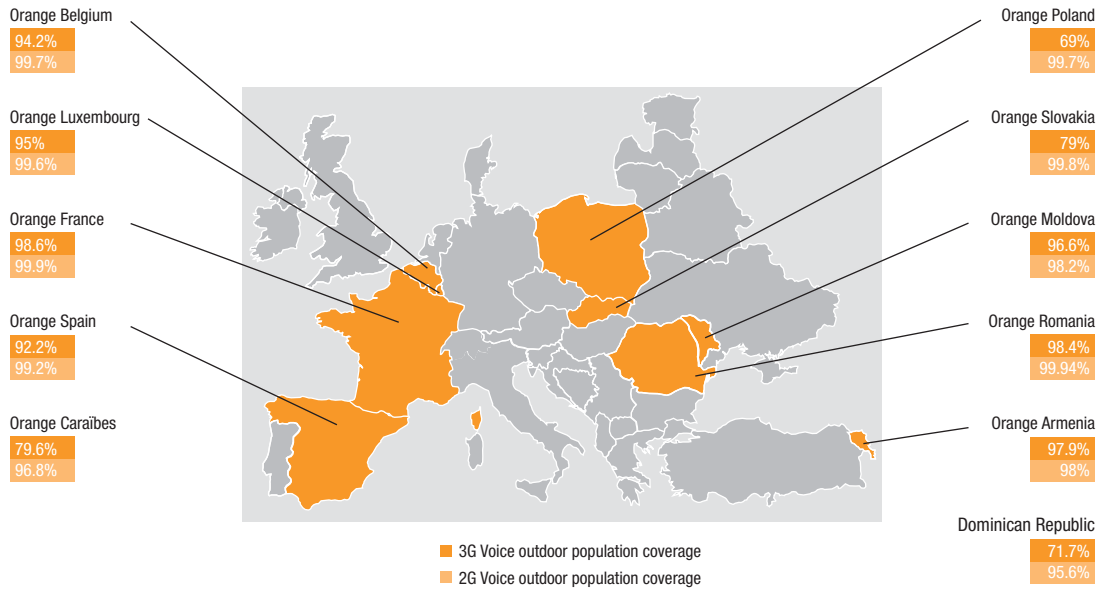 Orange Belgium
94.2%
99.7%
Orange Luxembourg
95%
99.6%
Orange France
98.6%
99.9%
Orange Spain
92.2%
99.2%
Orange Caraïbes
79.6%
96.8%
Orange Poland
69%
99.7%
Orange Slovakia
79%
99.8%
Orange Moldova
96.6%
98.2%
Orange Romania
98.4%
99.94%
Orange Armenia
97.9%
98%
Dominican Republic
71.7%
95.6%
3G Voice outdoor population coverage
2G Voice outdoor population coverage